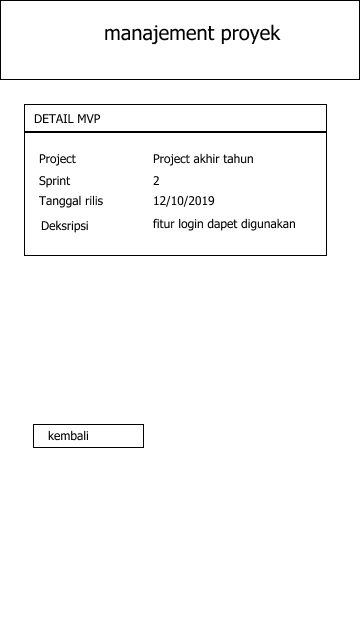 manajement proyek
DETAIL MVP
Project Project akhir tahun
Sprint 2
Tanggal rilis 12/10/2019
Deksripsi fitur login dapet digunakan
kembali